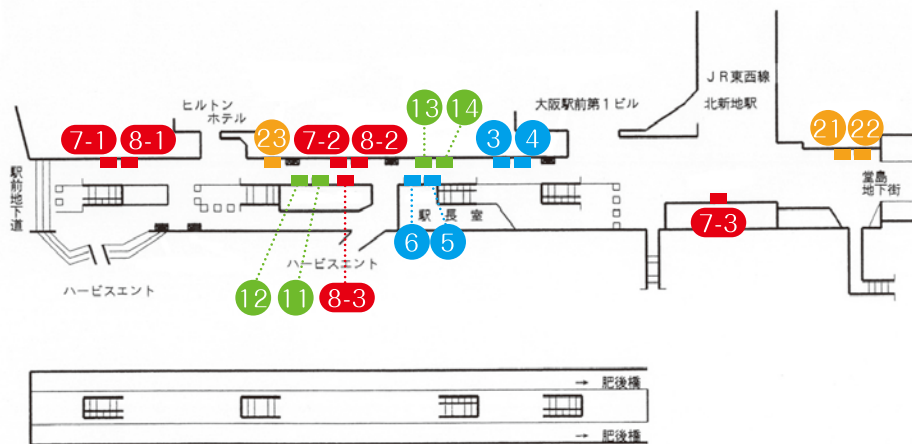 JR東西線
北新地駅
ヒルトン
ホテル
大阪駅前第1ビル
13 14
7-1 8-1 23 7-2 8-2 3 4 21 22
駅前地下道
堂島
地下街
駅長室
7-3
6 5
ハービスエント
ハービスエント
12 11 8-3
→ 肥後橋
→ 肥後橋